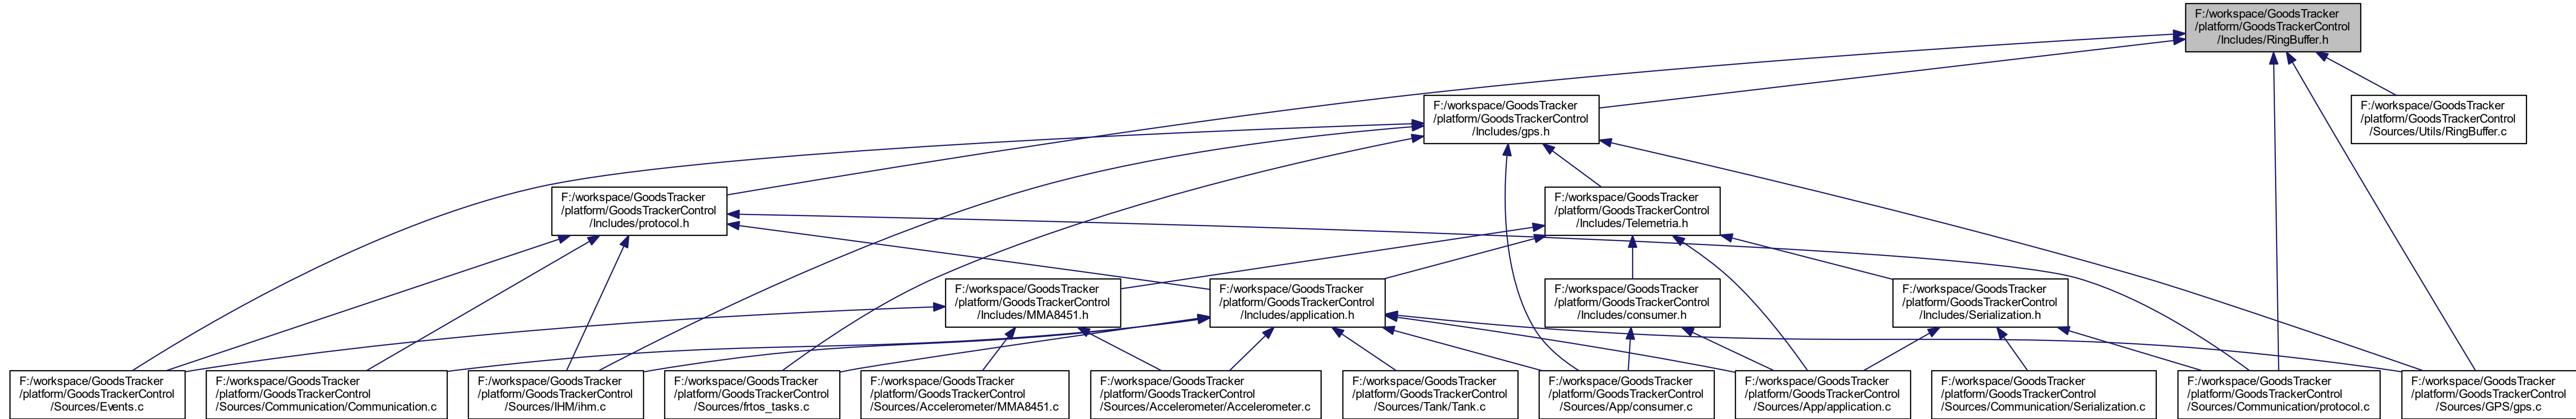 F:/workspace/GoodsTracker
/platform/GoodsTrackerControl
/Includes/RingBuffer.h
F:/workspace/GoodsTracker
/platform/GoodsTrackerControl
/Includes/gps.h
F:/workspace/GoodsTracker
/platform/GoodsTrackerControl
/Sources/Utils/RingBuffer.c
F:/workspace/GoodsTracker
/platform/GoodsTrackerControl
/Includes/protocol.h
F:/workspace/GoodsTracker
/platform/GoodsTrackerControl
/Includes/Telemetria.h
F:/workspace/GoodsTracker
/platform/GoodsTrackerControl
/Includes/MMA8451.h
F:/workspace/GoodsTracker
/platform/GoodsTrackerControl
/Includes/application.h
F:/workspace/GoodsTracker
/platform/GoodsTrackerControl
/Includes/consumer.h
F:/workspace/GoodsTracker
/platform/GoodsTrackerControl
/Includes/Serialization.h
F:/workspace/GoodsTracker
/platform/GoodsTrackerControl
/Sources/Events.c
F:/workspace/GoodsTracker
/platform/GoodsTrackerControl
/Sources/Communication/Communication.c
F:/workspace/GoodsTracker
/platform/GoodsTrackerControl
/Sources/IHM/ihm.c
F:/workspace/GoodsTracker
/platform/GoodsTrackerControl
/Sources/frtos_tasks.c
F:/workspace/GoodsTracker
/platform/GoodsTrackerControl
/Sources/Accelerometer/MMA8451.c
F:/workspace/GoodsTracker
/platform/GoodsTrackerControl
/Sources/Accelerometer/Accelerometer.c
F:/workspace/GoodsTracker
/platform/GoodsTrackerControl
/Sources/Tank/Tank.c
F:/workspace/GoodsTracker
/platform/GoodsTrackerControl
/Sources/App/consumer.c
F:/workspace/GoodsTracker
/platform/GoodsTrackerControl
/Sources/App/application.c
F:/workspace/GoodsTracker
/platform/GoodsTrackerControl
/Sources/Communication/Serialization.c
F:/workspace/GoodsTracker
/platform/GoodsTrackerControl
/Sources/Communication/protocol.c
F:/workspace/GoodsTracker
/platform/GoodsTrackerControl
/Sources/GPS/gps.c